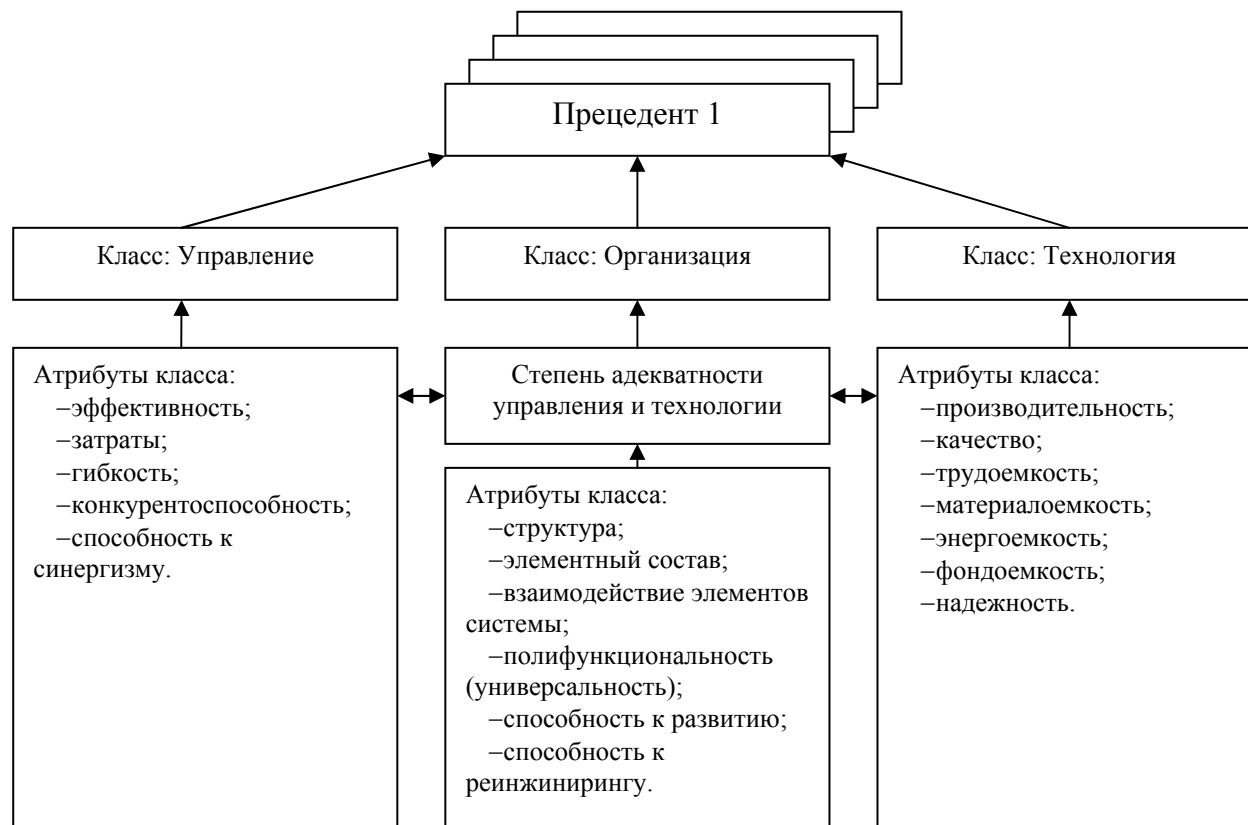 Прецедент 1
Класс: Управление
Класс: Организация
Класс: Технология
Атрибуты класса:
−эффективность;
−затраты;
−гибкость;
−конкурентоспособность;
−способность к
синергизму.
Степень адекватности
управления и технологии
Атрибуты класса:
−структура;
−элементный состав;
−взаимодействие элементов
системы;
−полифункциональность
(универсальность);
−способность к развитию;
−способность к
реинжинирингу.
Атрибуты класса:
−производительность;
−качество;
−трудоемкость;
−материалоемкость;
−энергоемкость;
−фондоемкость;
−надежность.